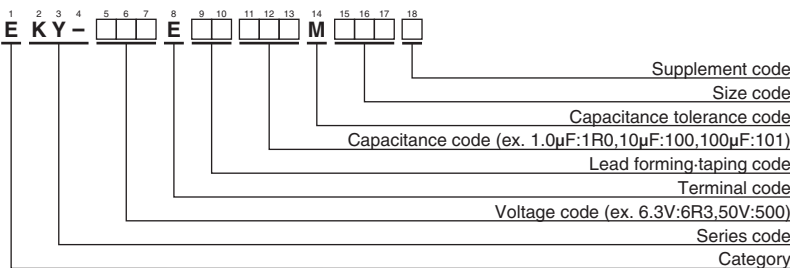 1 2 3 4 5 6 7 8 9 10 11 12 13 14 15 16 17 18
E K Y – □□□ E □□ □□□ M □□□ □
Supplement code
Size code
Capacitance tolerance code
Capacitance code (ex. 1.0µF:1R0,10µF:100,100µF:101)
Lead forming·taping code
Terminal code
Voltage code (ex. 6.3V:6R3,50V:500)
Series code
Category